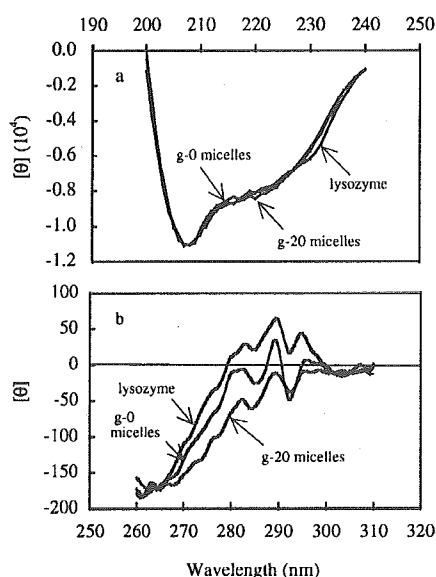 190 200 210 220 230 240 250
0.0
a
-0.2
-0.4
g-0 micelles
-0.6
[θ] (10⁴)
lysozyme
-0.8
-1.0
g-20 micelles
-1.2
100
b
50
0
[θ]
lysozyme
-50
g-0
micelles
-100
g-20 micelles
-150
-200
250 260 270 280 290 300 310 320
Wavelength (nm)